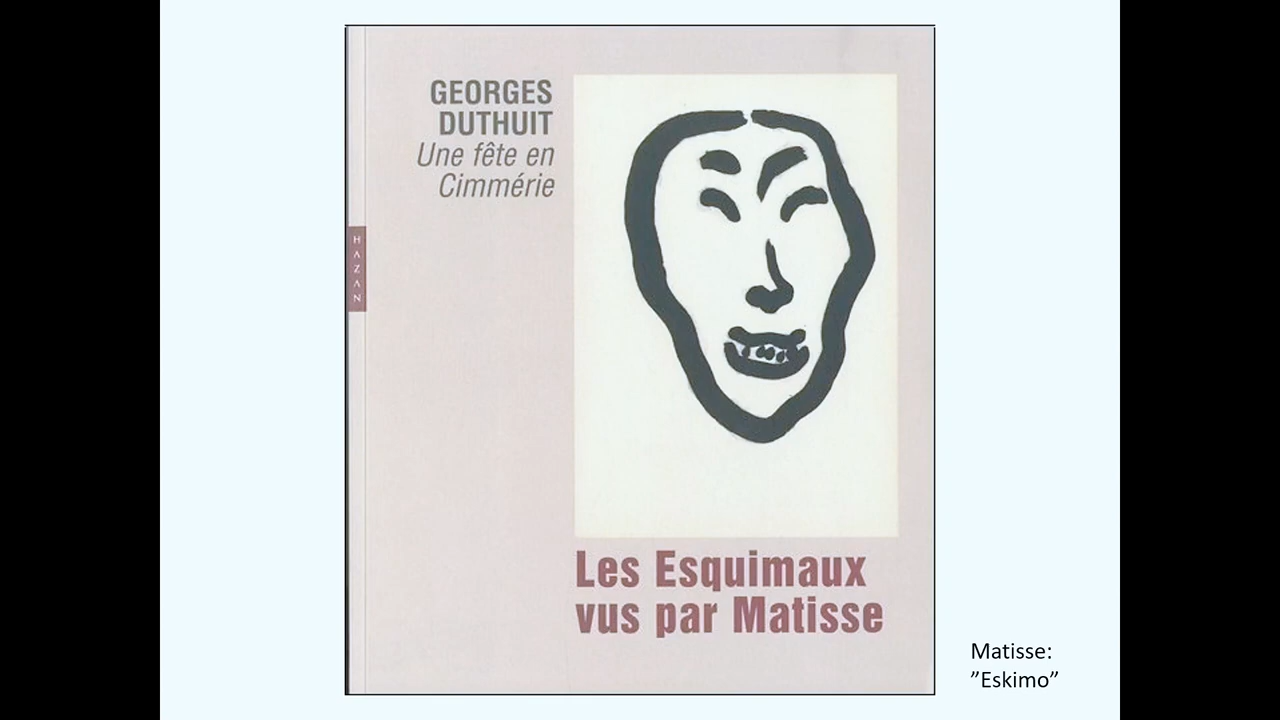 GEORGES
DUTHUIT
Une fête en
Cimmérie
HAZAN
Les Esquimaux
vus par Matisse
Matisse:
”Eskimo”